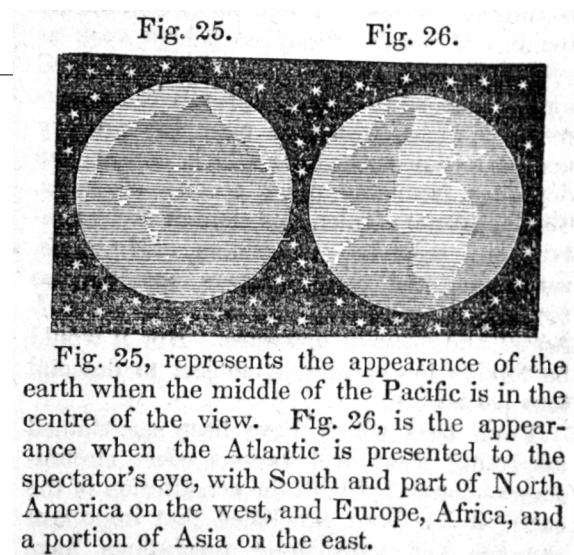 Fig. 25.
Fig. 26.
Fig. 25, represents the appearance of the
earth when the middle of the Pacific is in the
centre of the view. Fig. 26, is the appear-
ance when the Atlantic is presented to the
spectator's eye, with South and part of North
America on the west, and Europe, Africa, and
a portion of Asia on the east.